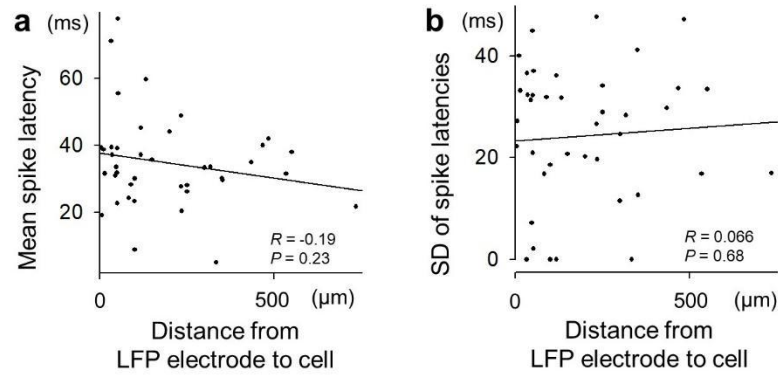 a
(ms)
Mean spike latency
60
40
20
R = -0.19
P = 0.23
0
500
(μm)
Distance from
LFP electrode to cell
b
(ms)
SD of spike latencies
40
20
0
R = 0.066
P = 0.68
0
500
(μm)
Distance from
LFP electrode to cell